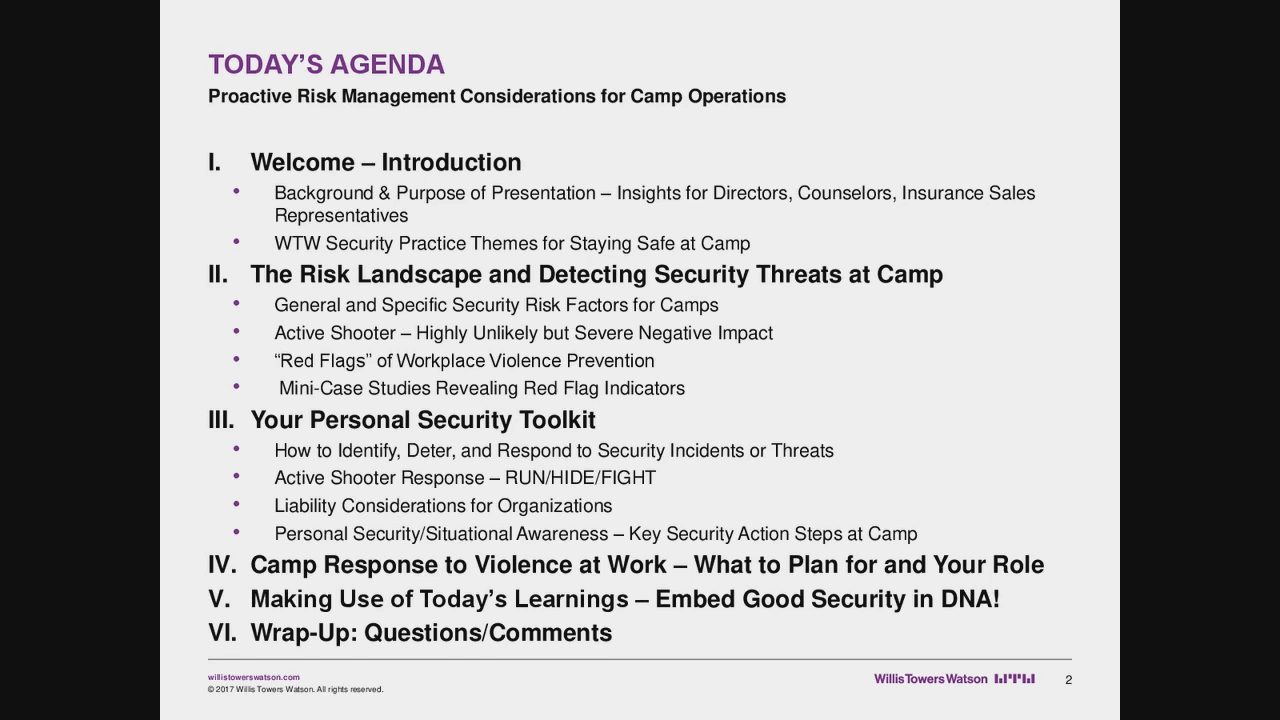 TODAY’S AGENDA
Proactive Risk Management Considerations for Camp Operations
I. Welcome – Introduction
• Background & Purpose of Presentation – Insights for Directors, Counselors, Insurance Sales
Representatives
• WTW Security Practice Themes for Staying Safe at Camp
II. The Risk Landscape and Detecting Security Threats at Camp
• General and Specific Security Risk Factors for Camps
• Active Shooter – Highly Unlikely but Severe Negative Impact
• “Red Flags” of Workplace Violence Prevention
• Mini-Case Studies Revealing Red Flag Indicators
III. Your Personal Security Toolkit
• How to Identify, Deter, and Respond to Security Incidents or Threats
• Active Shooter Response – RUN/HIDE/FIGHT
• Liability Considerations for Organizations
• Personal Security/Situational Awareness – Key Security Action Steps at Camp
IV. Camp Response to Violence at Work – What to Plan for and Your Role
V. Making Use of Today’s Learnings – Embed Good Security in DNA!
VI. Wrap-Up: Questions/Comments
willistowerswatson.com
© 2017 Willis Towers Watson. All rights reserved.
Willis Towers Watson
2